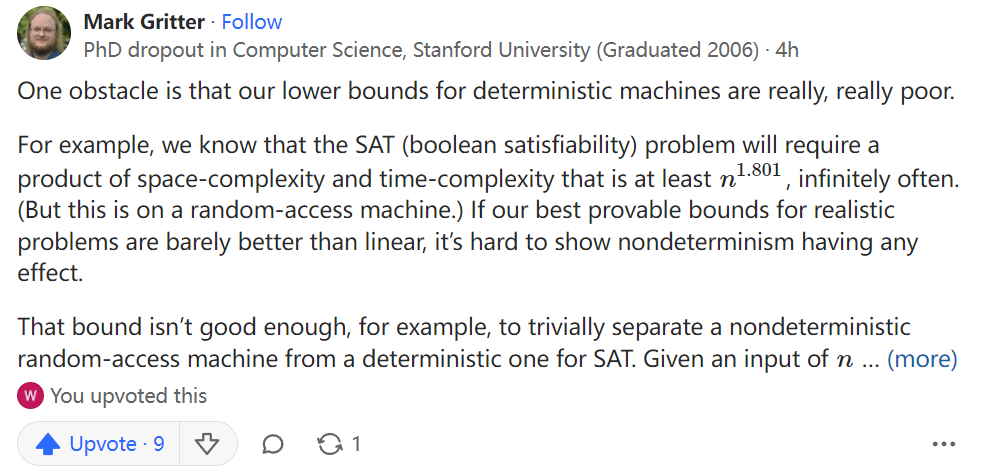 Mark Gritter · Follow
PhD dropout in Computer Science, Stanford University (Graduated 2006) · 4h
One obstacle is that our lower bounds for deterministic machines are really, really poor.
For example, we know that the SAT (boolean satisfiability) problem will require a
product of space-complexity and time-complexity that is at least n^1.801, infinitely often.
(But this is on a random-access machine.) If our best provable bounds for realistic
problems are barely better than linear, it’s hard to show nondeterminism having any
effect.
That bound isn’t good enough, for example, to trivially separate a nondeterministic
random-access machine from a deterministic one for SAT. Given an input of n ... (more)
W You upvoted this
Upvote · 9 1